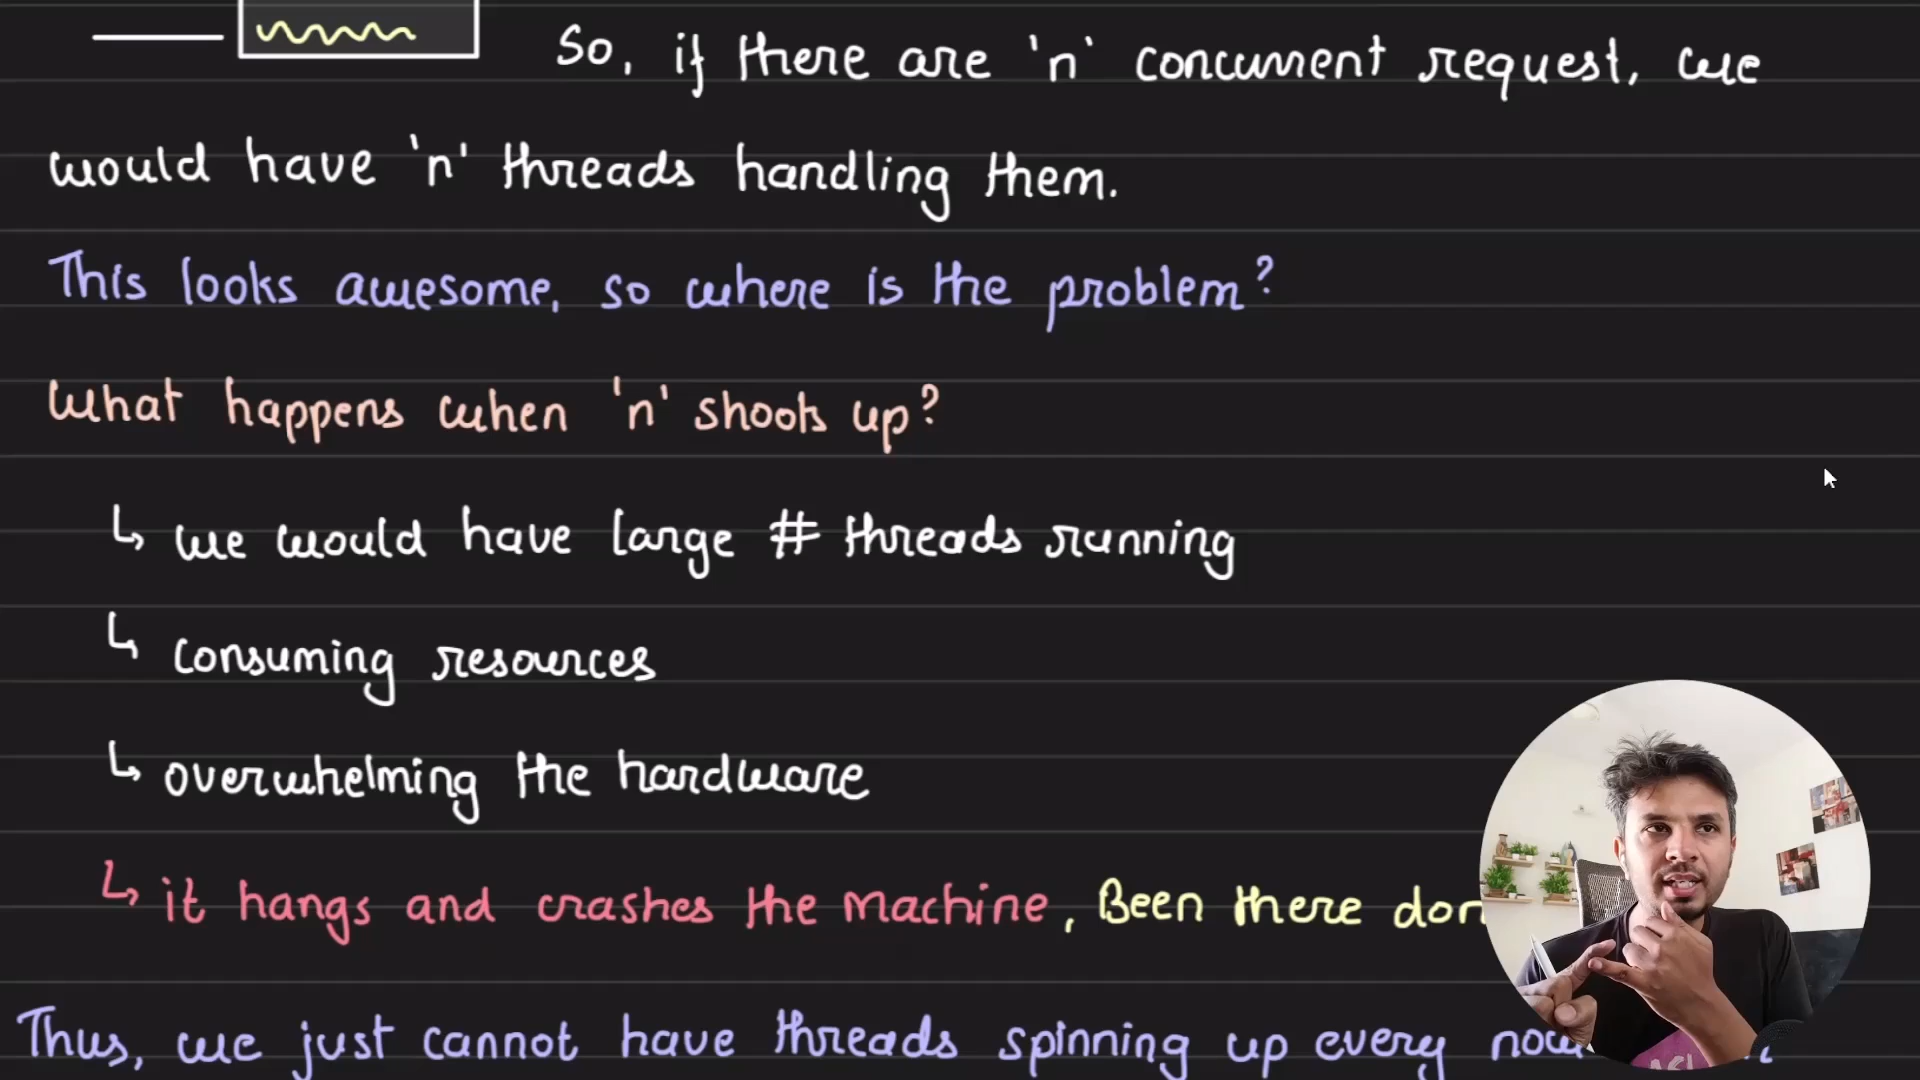 So, if there are 'n' concurrent request, we
would have 'n' threads handling them.
This looks awesome, so where is the problem?
What happens when 'n' shoots up?
↳ we would have large # threads running
↳ consuming resources
↳ overwhelming the hardware
↳ it hangs and crashes the machine, Been there
Thus, we just cannot have threads spinning up every